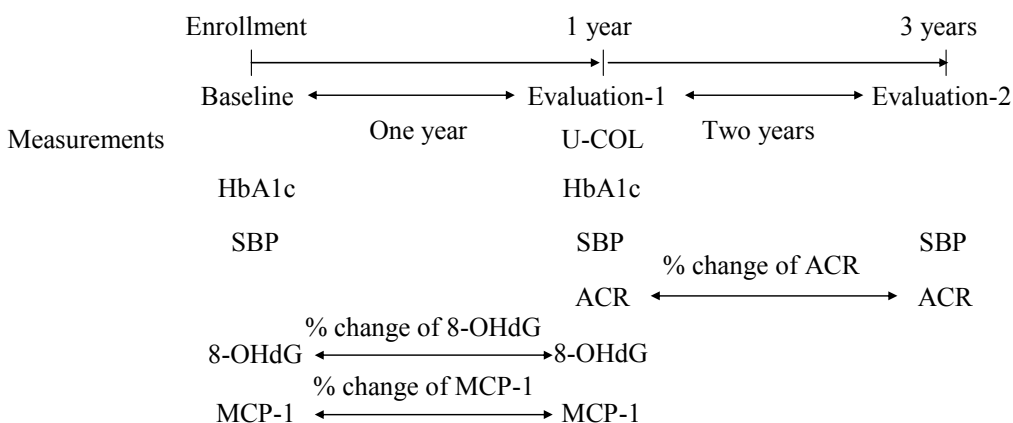 Enrollment 1 year 3 years
Baseline Evaluation-1 Evaluation-2
One year Two years
Measurements U-COL
HbA1c HbA1c
SBP SBP SBP
% change of ACR
ACR ACR
% change of 8-OHdG
8-OHdG 8-OHdG
% change of MCP-1
MCP-1 MCP-1